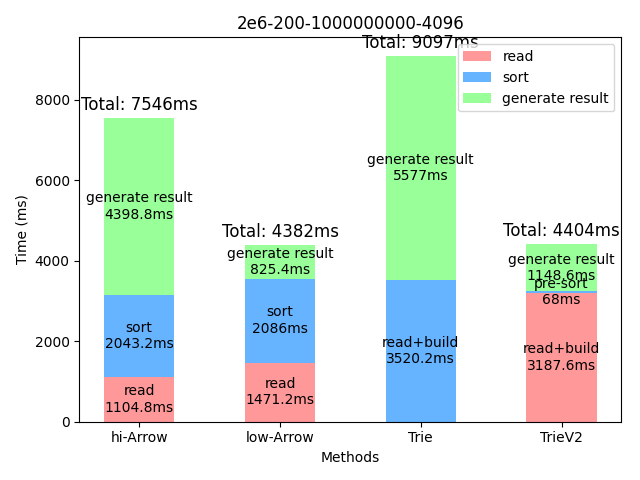 2e6-200-1000000000-4096
Total: 9097ms
read
sort
generate result
Total: 7546ms
generate result
4398.8ms
sort
2043.2ms
read
1104.8ms
Total: 4382ms
generate result
825.4ms
sort
2086ms
read
1471.2ms
generate result
5577ms
read+build
3520.2ms
Total: 4404ms
generate result
1148.6ms
pre-sort
68ms
read+build
3187.6ms
Time (ms)
8000
6000
4000
2000
0
hi-Arrow
low-Arrow
Trie
TrieV2
Methods